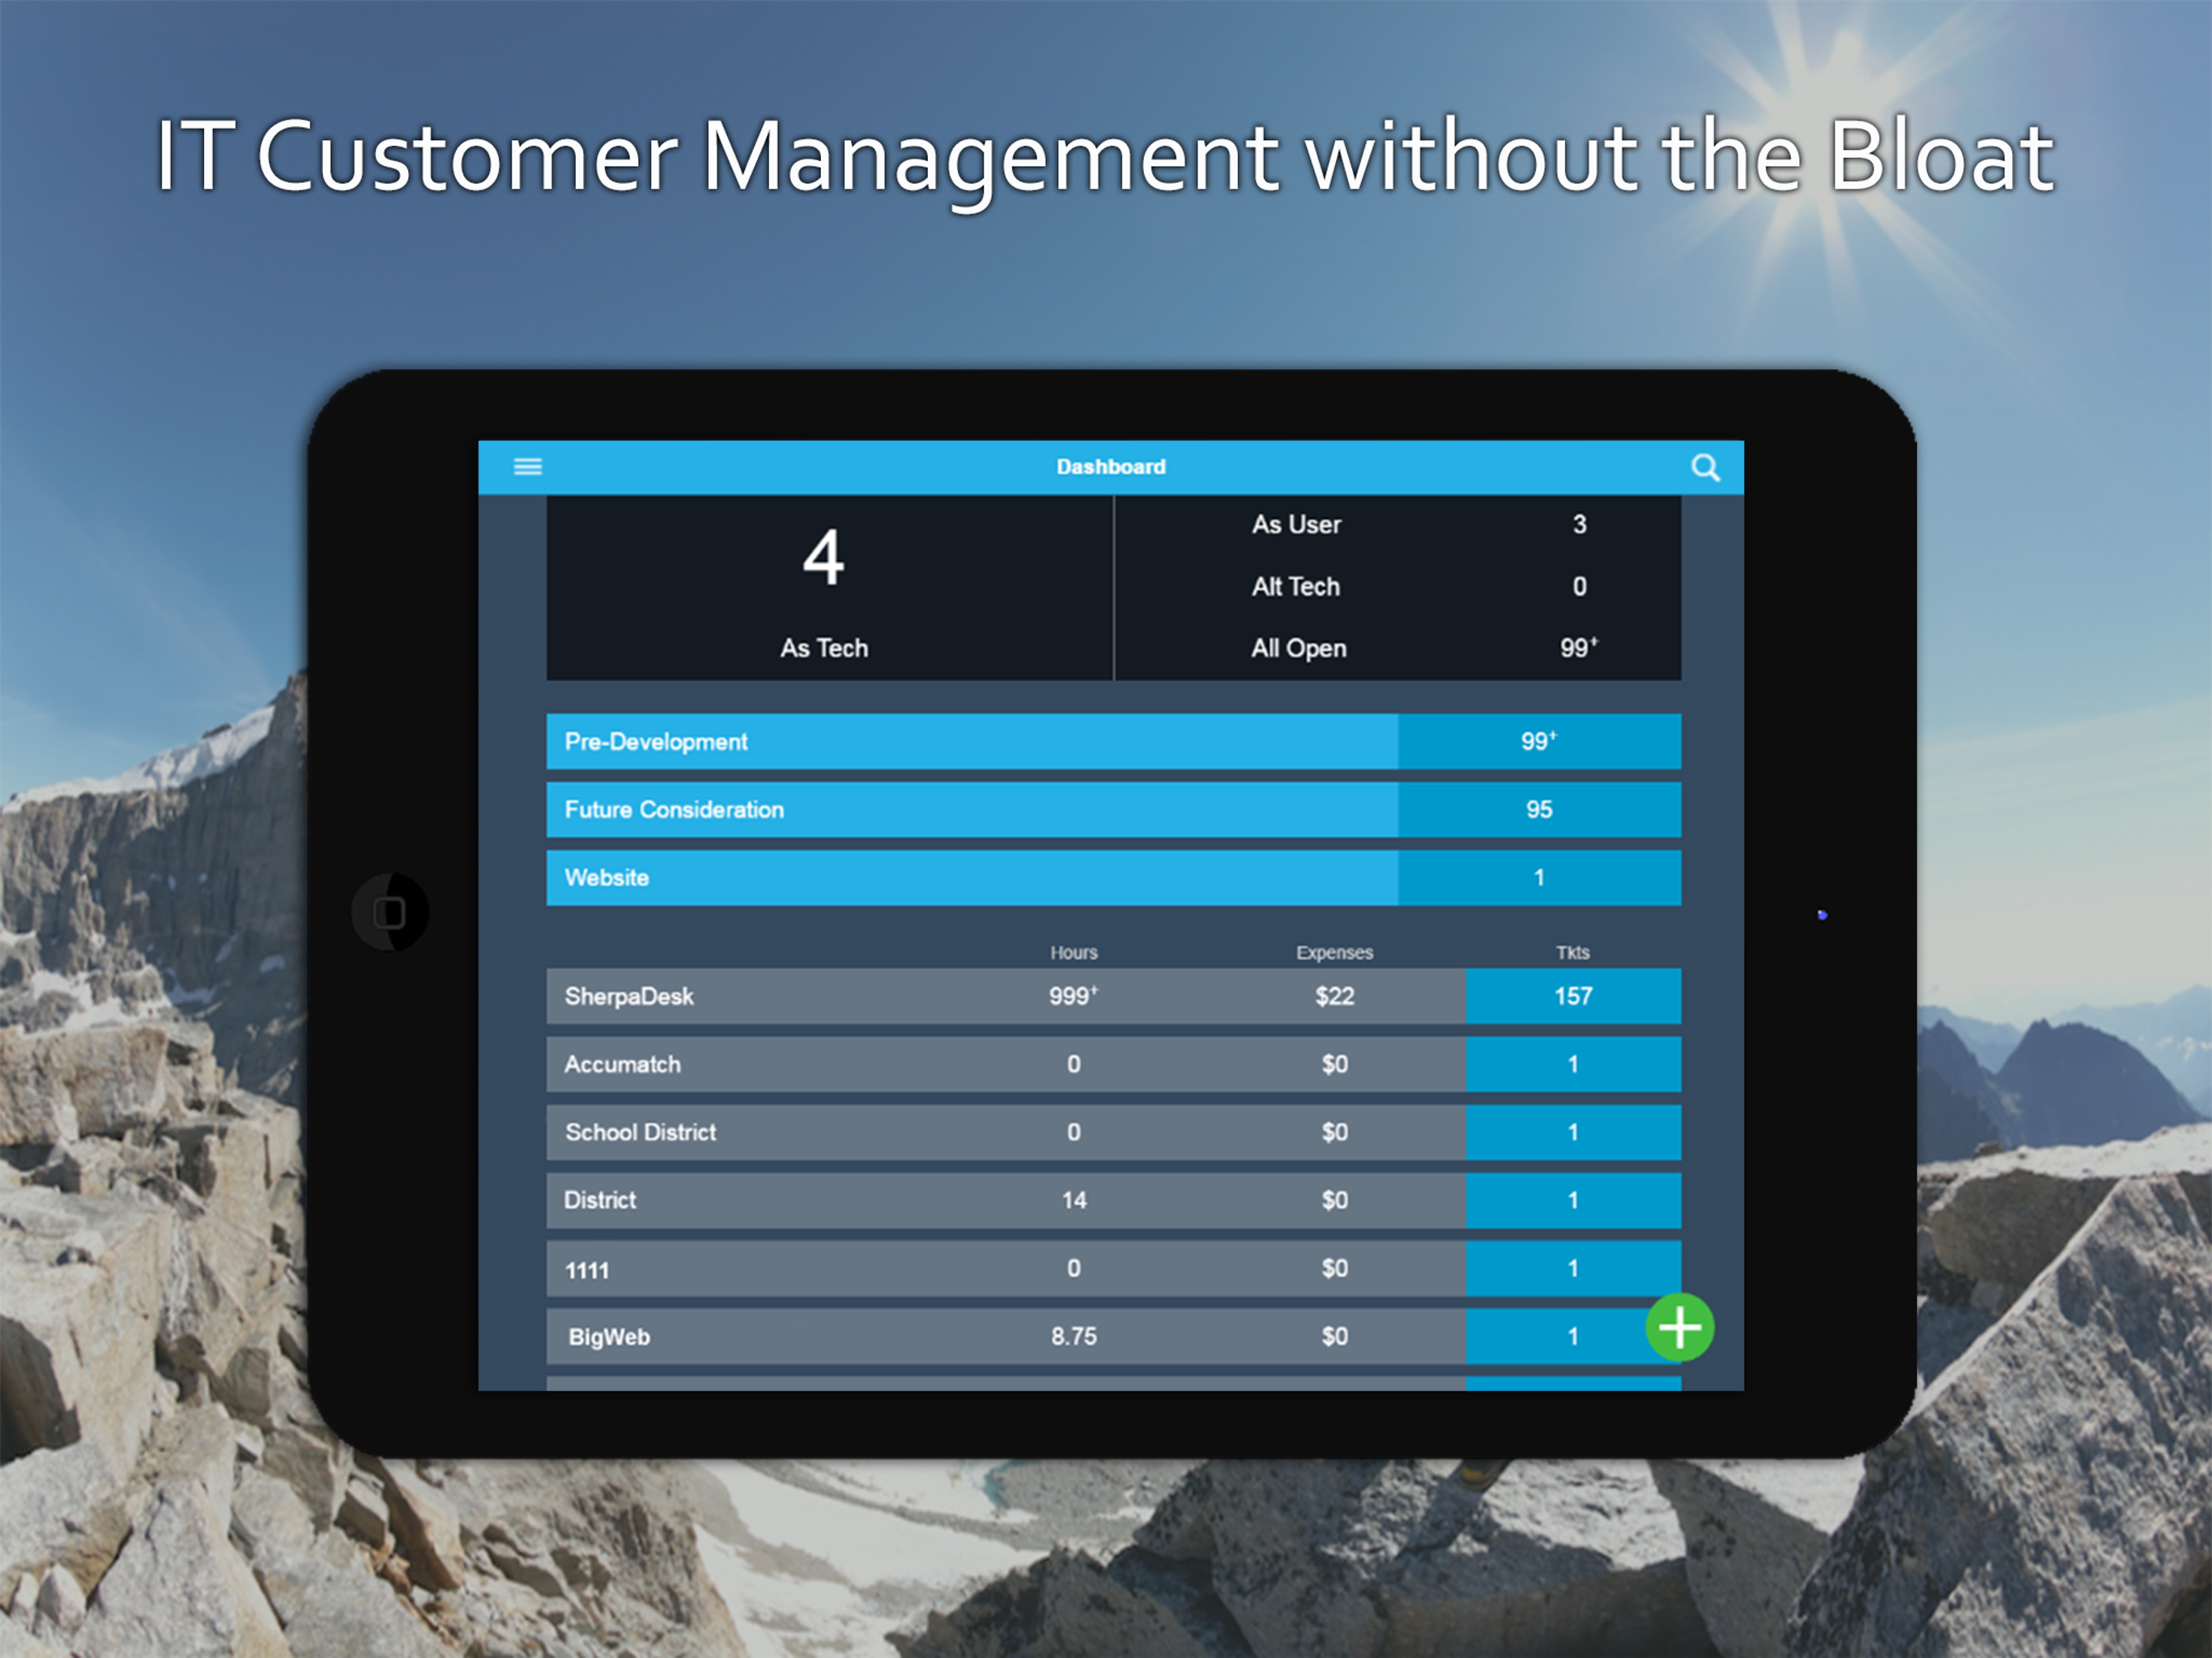 IT Customer Management without the Bloat
Dashboard
4
As Tech
As User 3
Alt Tech 0
All Open 99+
Pre-Development 99+
Future Consideration 95
Website 1
Hours Expenses Tkts
SherpaDesk 999+ $22 157
Accumatch 0 $0 1
School District 0 $0 1
District 14 $0 1
1111 0 $0 1
BigWeb 8.75 $0 1